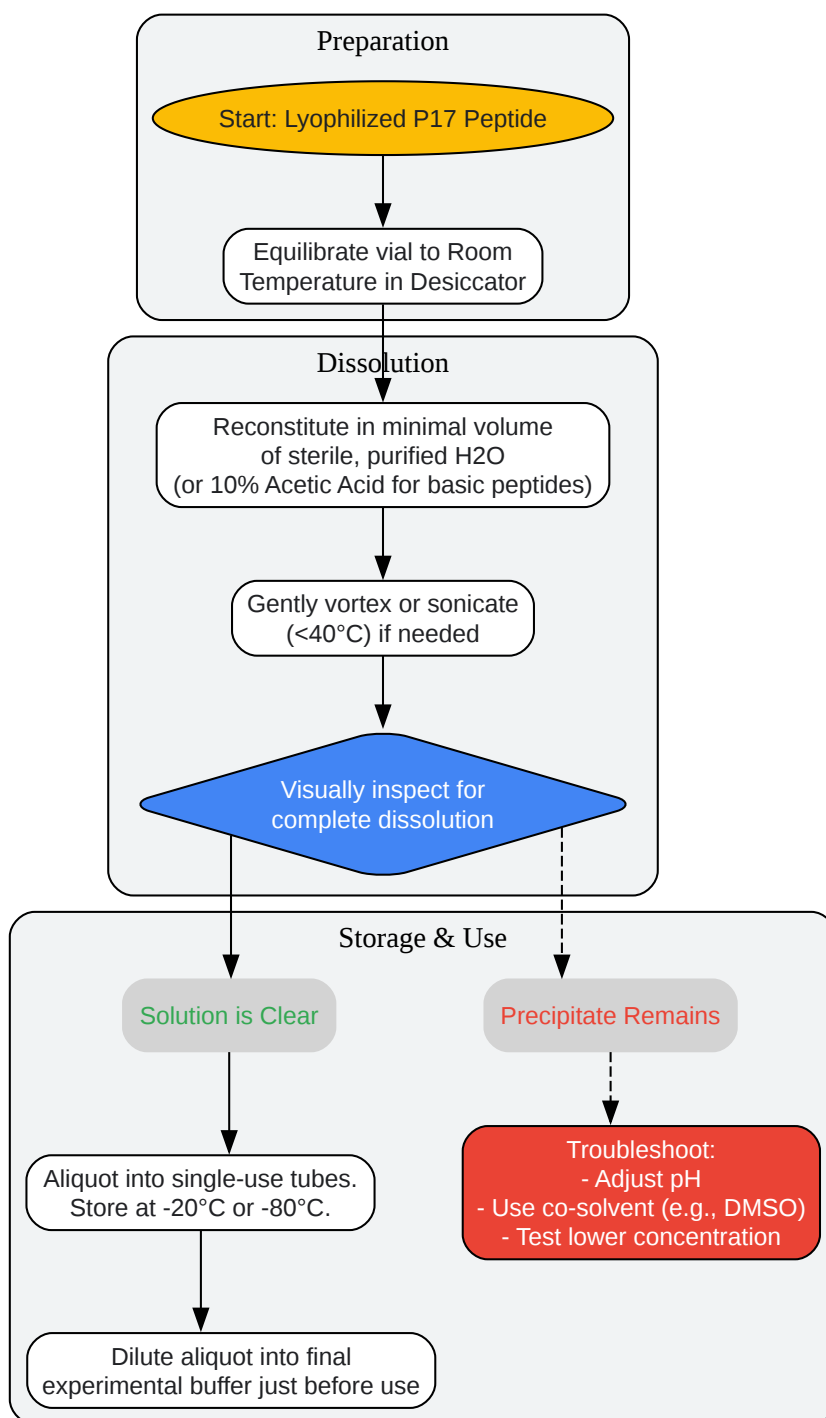 Preparation
Start: Lyophilized P17 Peptide
Equilibrate vial to Room
Temperature in Desiccator
Dissolution
Reconstitute in minimal volume
of sterile, purified H2O
(or 10% Acetic Acid for basic peptides)
Gently vortex or sonicate
(<40°C) if needed
Visually inspect for
complete dissolution
Storage & Use
Solution is Clear
Precipitate Remains
Aliquot into single-use tubes.
Store at -20°C or -80°C.
Troubleshoot:
- Adjust pH
- Use co-solvent (e.g., DMSO)
- Test lower concentration
Dilute aliquot into final
experimental buffer just before use